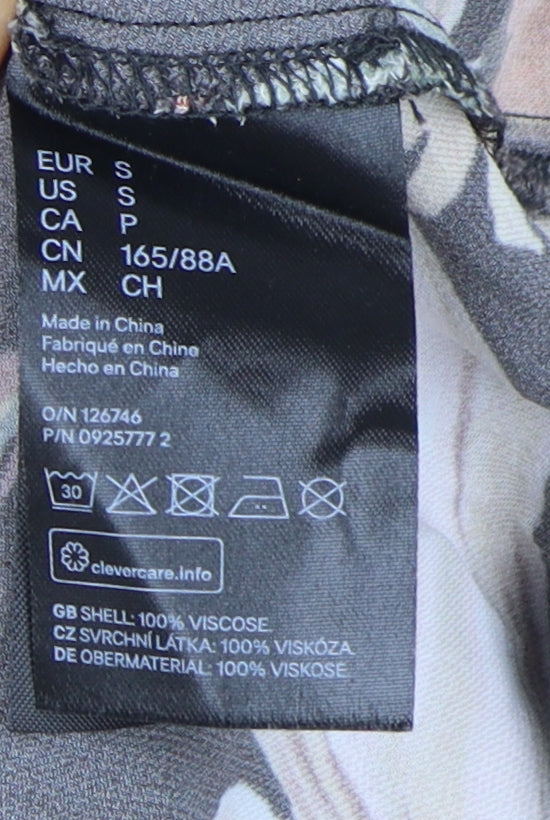 EUR S
US S
CA P
CN 165/88A
MX CH
Made in China
Fabriqué en Chine
Hecho en China
O/N 126746
P/N 0925777 2
30
clevercare.info
GB SHELL: 100% VISCOSE.
CZ SVRCHNÍ LÁTKA: 100% VISKÓZA.
DE OBERMATERIAL: 100% VISKOSE.